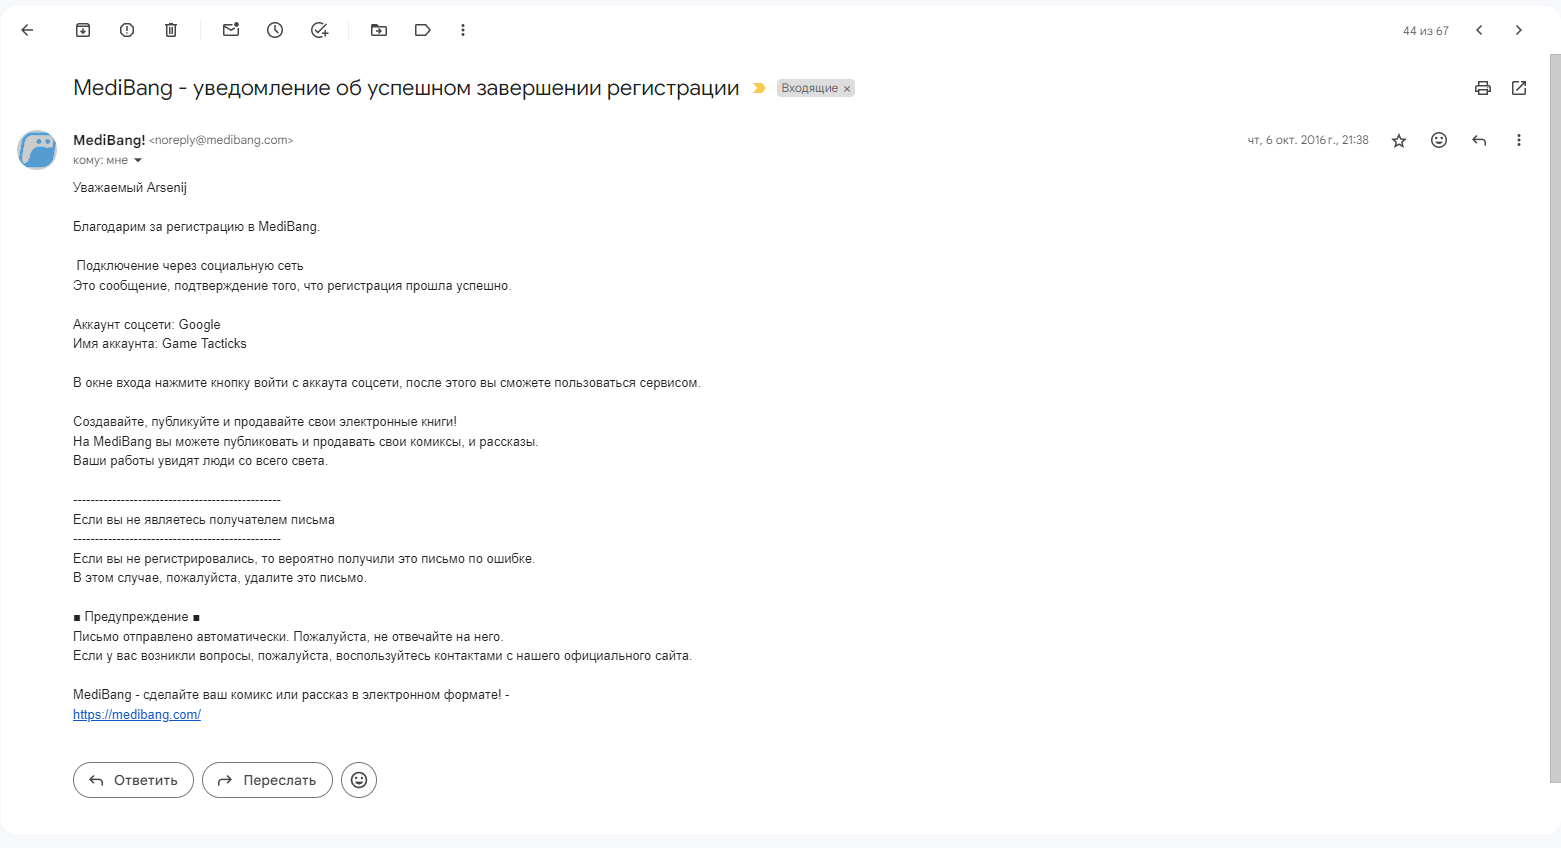 44 из 67
MediBang - уведомление об успешном завершении регистрации
Входящие ×
MediBang! <noreply@medibang.com>
чт, 6 окт. 2016 г., 21:38
кому: мне
Уважаемый Arsenij
Благодарим за регистрацию в MediBang.
Подключение через социальную сеть
Это сообщение, подтверждение того, что регистрация прошла успешно.
Аккаунт соцсети: Google
Имя аккаунта: Game Tacticks
В окне входа нажмите кнопку войти с аккаута соцсети, после этого вы сможете пользоваться сервисом.
Создавайте, публикуйте и продавайте свои электронные книги!
На MediBang вы можете публиковать и продавать свои комиксы, и рассказы.
Ваши работы увидят люди со всего света.
------------------------------------------------
Если вы не являетесь получателем письма
------------------------------------------------
Если вы не регистрировались, то вероятно получили это письмо по ошибке.
В этом случае, пожалуйста, удалите это письмо.
■ Предупреждение ■
Письмо отправлено автоматически. Пожалуйста, не отвечайте на него.
Если у вас возникли вопросы, пожалуйста, воспользуйтесь контактами с нашего официального сайта.
MediBang - сделайте ваш комикс или рассказ в электронном формате! -
https://medibang.com/
Ответить
Переслать